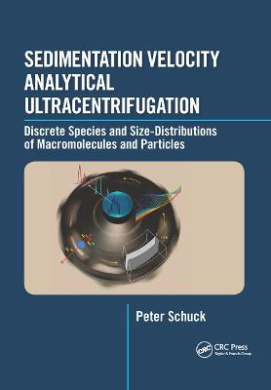 SEDIMENTATION VELOCITY
ANALYTICAL
ULTRACENTRIFUGATION
Discrete Species and Size-Distributions
of Macromolecules and Particles
Peter Schuck
CRC
CRC Press
Taylor & Francis Group